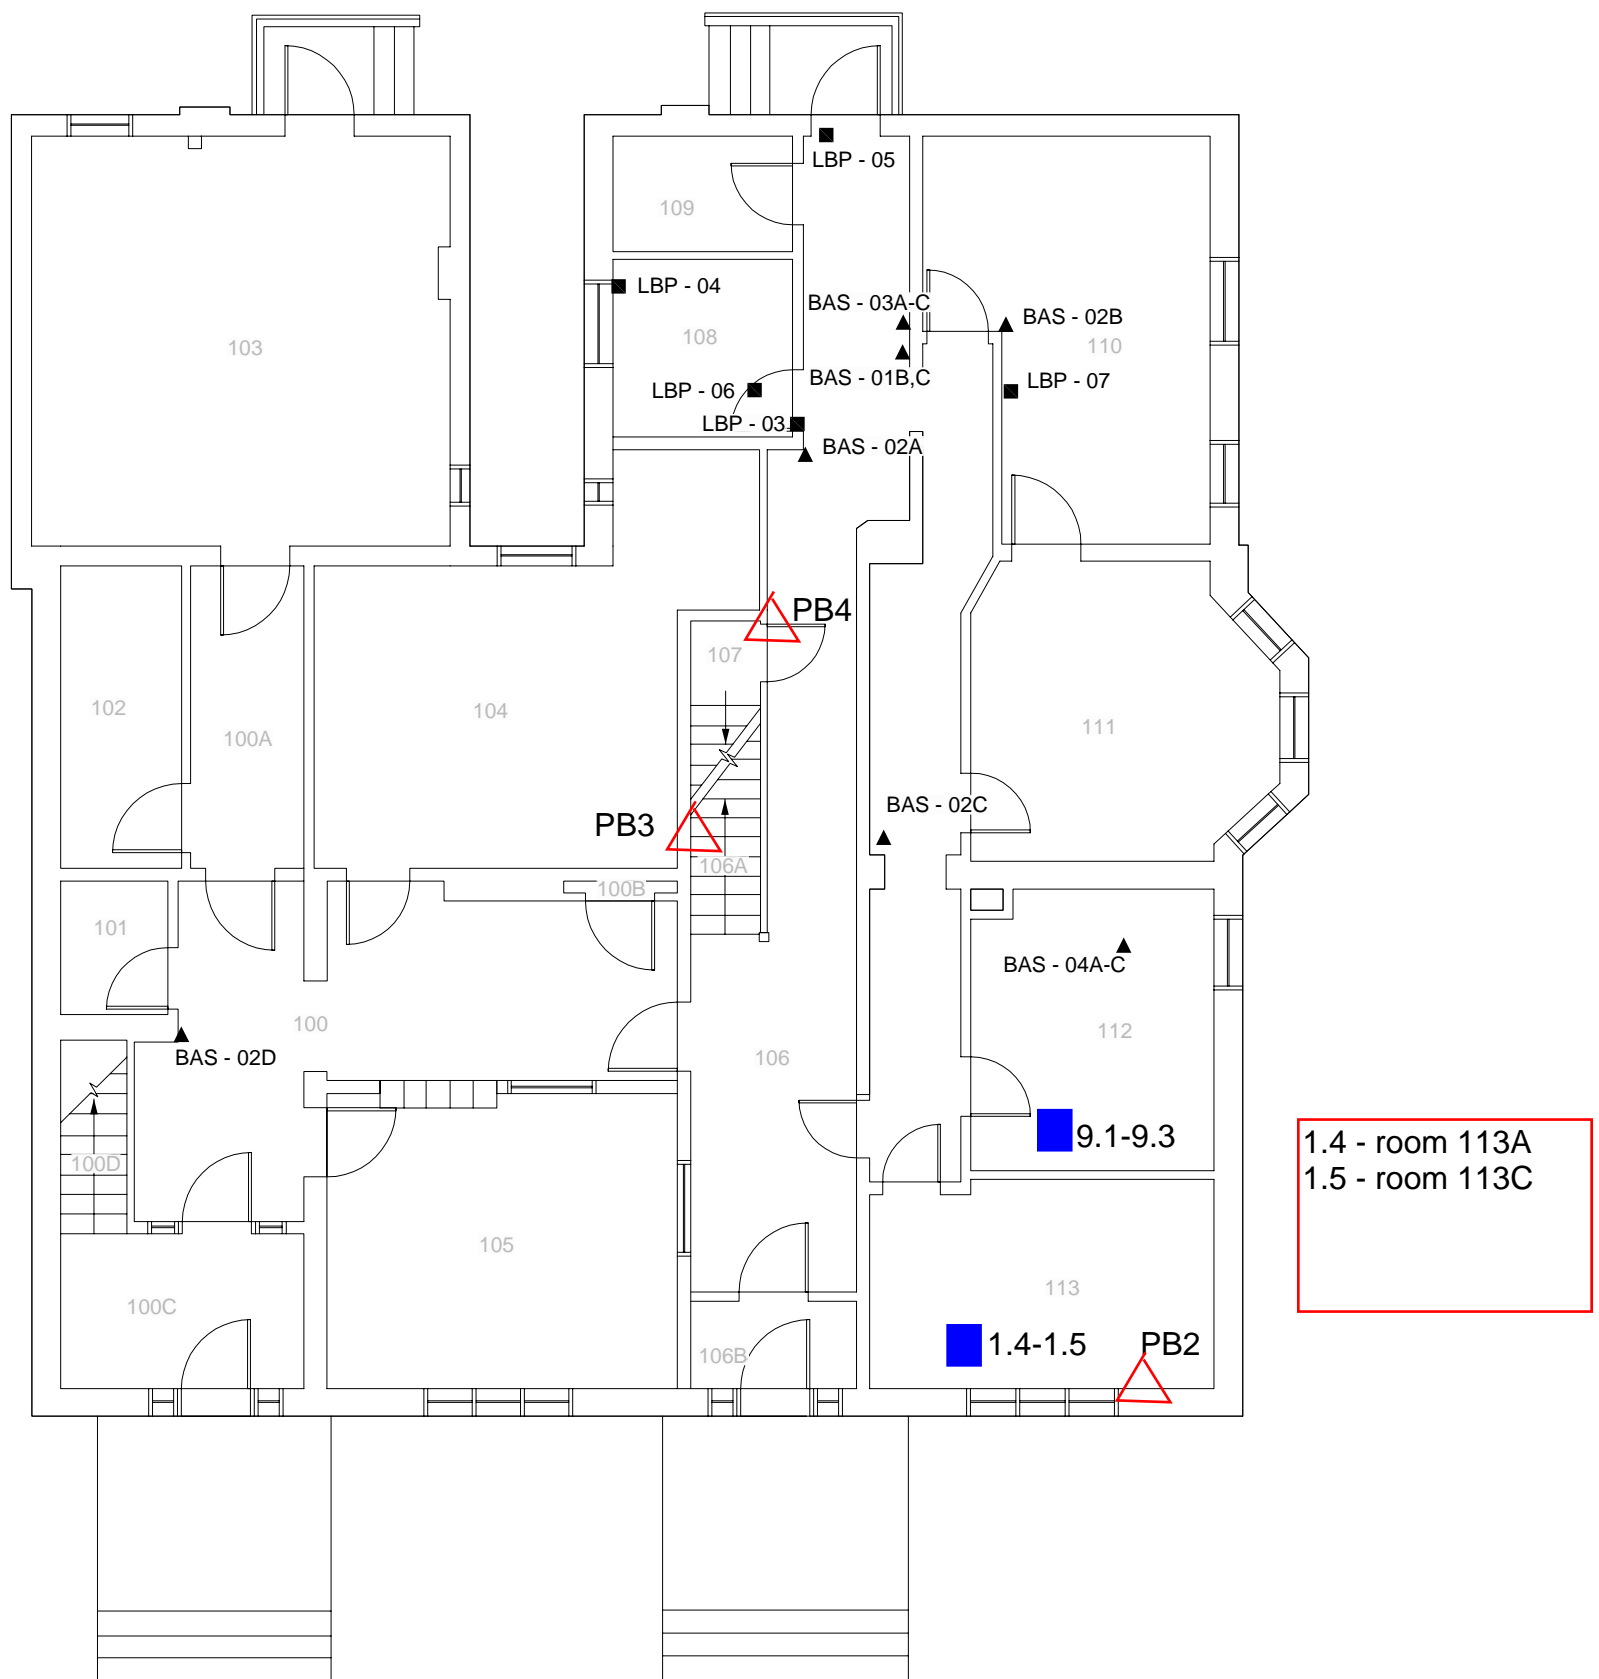 LBP - 05
109
LBP - 04
BAS - 03A-C
BAS - 02B
103
108
110
BAS - 01B,C
LBP - 06
LBP - 07
LBP - 03
BAS - 02A
PB4
107
102
104
100A
111
BAS - 02C
PB3
106A
100B
101
BAS - 04A-C
100
112
BAS - 02D
106
9.1-9.3
1.4 - room 113A
100D
1.5 - room 113C
105
113
100C
1.4-1.5
PB2
106B